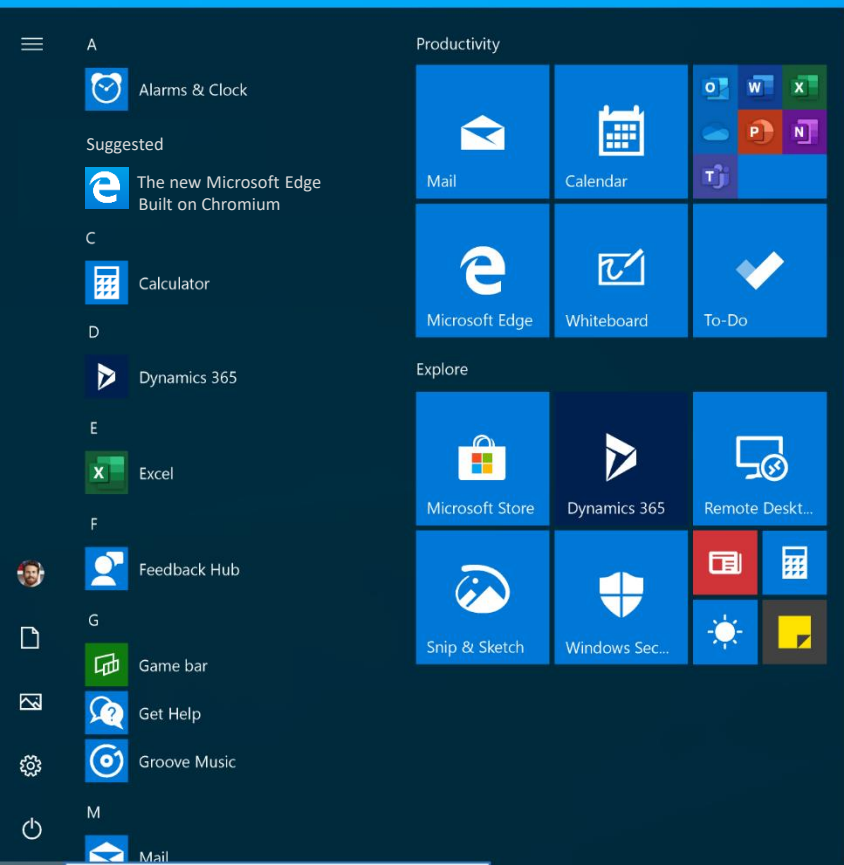 A
Alarms & Clock
Suggested
The new Microsoft Edge
Built on Chromium
C
Calculator
D
Dynamics 365
E
X
Excel
F
Feedback Hub
G
Game bar
?
Get Help
Groove Music
M
Mail
Productivity
Mail
Calendar
O
W
X
P
N
T
Microsoft Edge
Whiteboard
To-Do
Explore
Microsoft Store
Dynamics 365
Remote Deskt...
Snip & Sketch
Windows Sec...